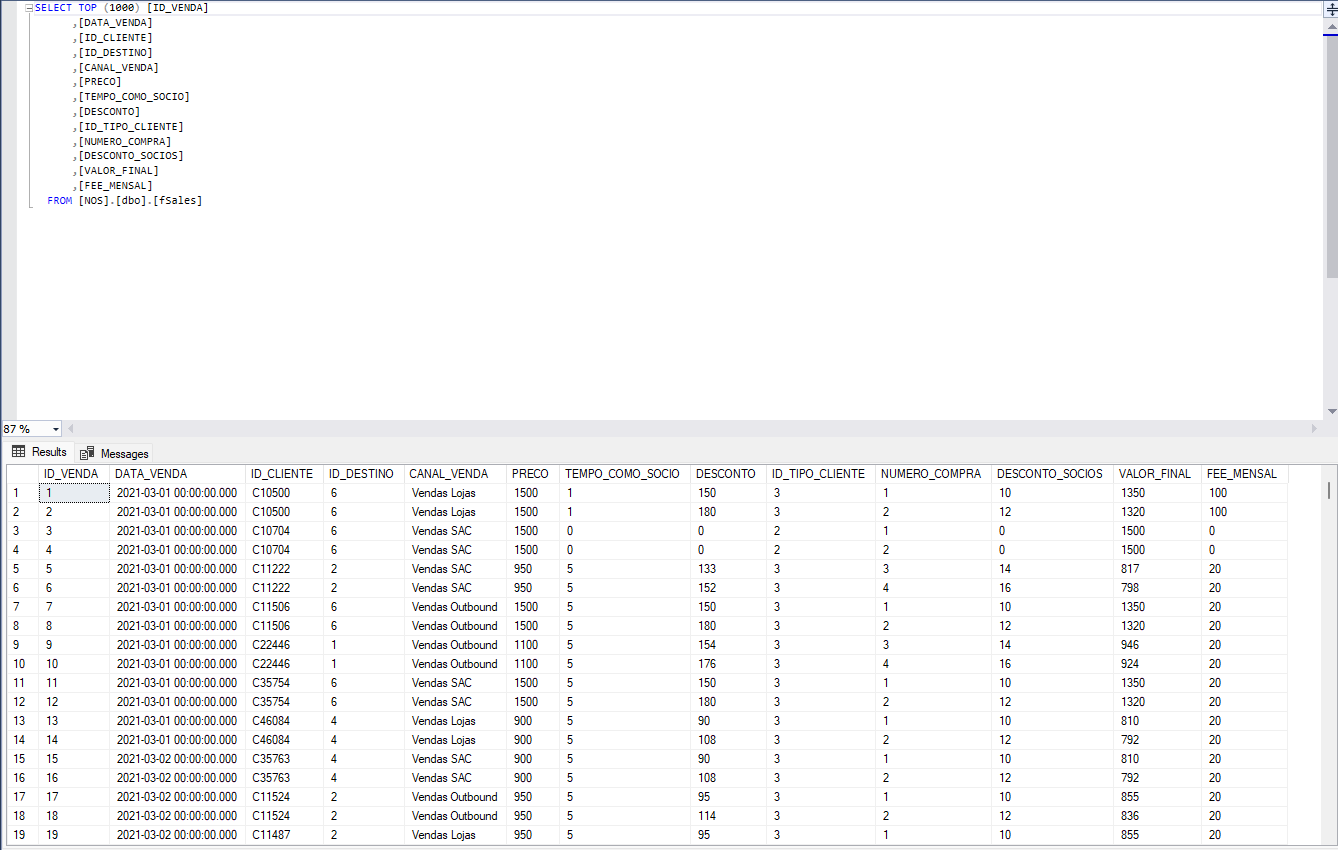 SELECT TOP (1000) [ID_VENDA]
,[DATA_VENDA]
,[ID_CLIENTE]
,[ID_DESTINO]
,[CANAL_VENDA]
,[PRECO]
,[TEMPO_COMO_SOCIO]
,[DESCONTO]
,[ID_TIPO_CLIENTE]
,[NUMERO_COMPRA]
,[DESCONTO_SOCIOS]
,[VALOR_FINAL]
,[FEE_MENSAL]
FROM [NOS].[dbo].[fSales]
87 %
Results Messages
ID_VENDA DATA_VENDA ID_CLIENTE ID_DESTINO CANAL_VENDA PRECO TEMPO_COMO_SOCIO DESCONTO ID_TIPO_CLIENTE NUMERO_COMPRA DESCONTO_SOCIOS VALOR_FINAL FEE_MENSAL
1 1 2021-03-01 00:00:00.000 C10500 6 Vendas Lojas 1500 1 150 3 1 10 1350 100
2 2 2021-03-01 00:00:00.000 C10500 6 Vendas Lojas 1500 1 180 3 2 12 1320 100
3 3 2021-03-01 00:00:00.000 C10704 6 Vendas SAC 1500 0 0 2 1 0 1500 0
4 4 2021-03-01 00:00:00.000 C10704 6 Vendas SAC 1500 0 0 2 2 0 1500 0
5 5 2021-03-01 00:00:00.000 C11222 2 Vendas SAC 950 5 133 3 3 14 817 20
6 6 2021-03-01 00:00:00.000 C11222 2 Vendas SAC 950 5 152 3 4 16 798 20
7 7 2021-03-01 00:00:00.000 C11506 6 Vendas Outbound 1500 5 150 3 1 10 1350 20
8 8 2021-03-01 00:00:00.000 C11506 6 Vendas Outbound 1500 5 180 3 2 12 1320 20
9 9 2021-03-01 00:00:00.000 C22446 1 Vendas Outbound 1100 5 154 3 3 14 946 20
10 10 2021-03-01 00:00:00.000 C22446 1 Vendas Outbound 1100 5 176 3 4 16 924 20
11 11 2021-03-01 00:00:00.000 C35754 6 Vendas SAC 1500 5 150 3 1 10 1350 20
12 12 2021-03-01 00:00:00.000 C35754 6 Vendas SAC 1500 5 180 3 2 12 1320 20
13 13 2021-03-01 00:00:00.000 C46084 4 Vendas Lojas 900 5 90 3 1 10 810 20
14 14 2021-03-01 00:00:00.000 C46084 4 Vendas Lojas 900 5 108 3 2 12 792 20
15 15 2021-03-02 00:00:00.000 C35763 4 Vendas SAC 900 5 90 3 1 10 810 20
16 16 2021-03-02 00:00:00.000 C35763 4 Vendas SAC 900 5 108 3 2 12 792 20
17 17 2021-03-02 00:00:00.000 C11524 2 Vendas Outbound 950 5 95 3 1 10 855 20
18 18 2021-03-02 00:00:00.000 C11524 2 Vendas Outbound 950 5 114 3 2 12 836 20
19 19 2021-03-02 00:00:00.000 C11487 2 Vendas Lojas 950 5 95 3 1 10 855 20